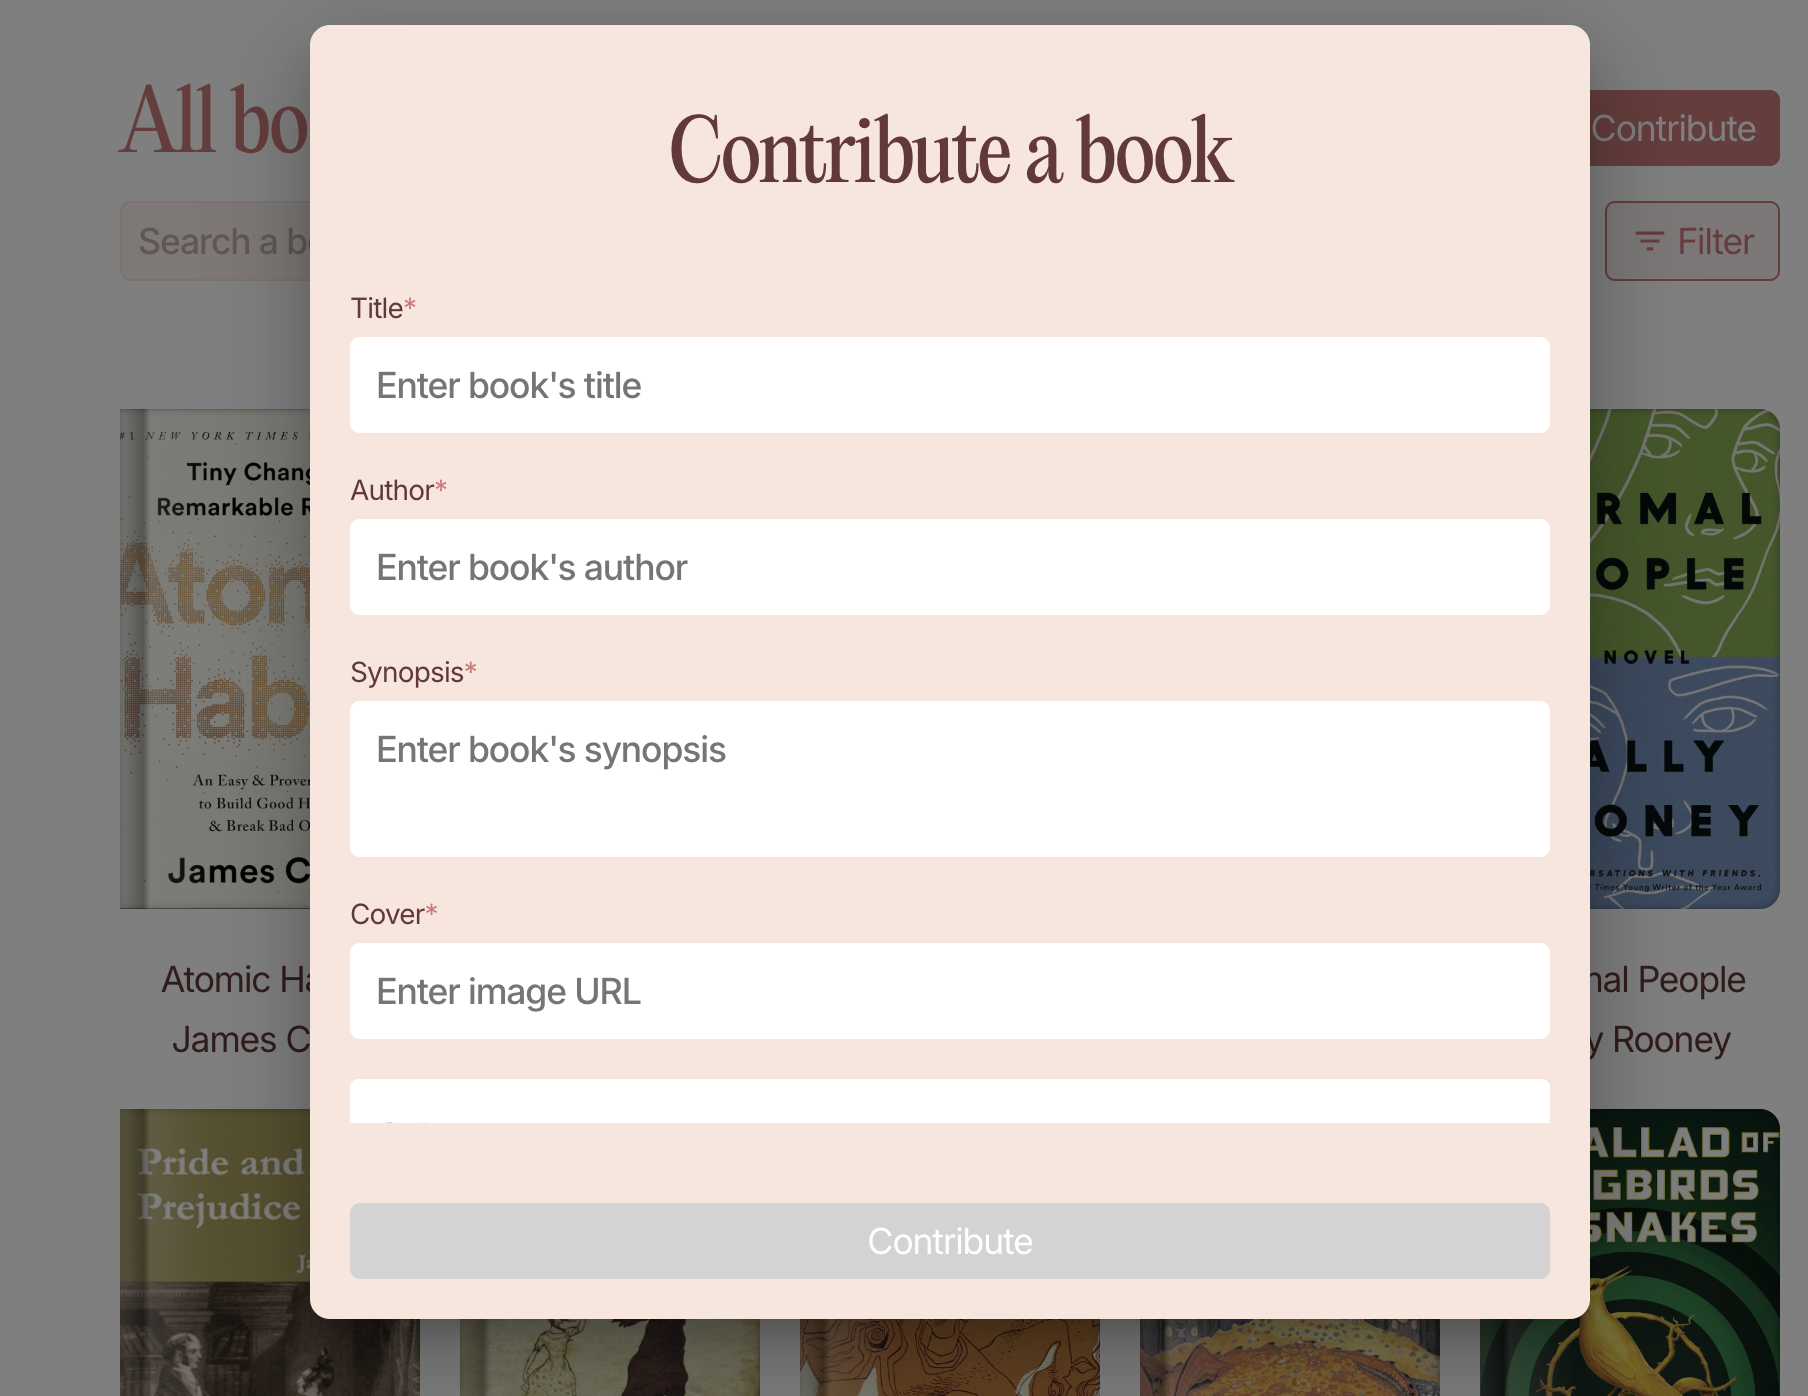 All bo
Contribute
Search a b
Filter
Contribute a book
Title*
Enter book's title
Author*
Enter book's author
Synopsis*
Enter book's synopsis
Cover*
Enter image URL
Contribute
#1 NEW YORK TIMES
Tiny Chang
Remarkable R
Atom
Hab
An Easy & Proven
to Build Good H
& Break Bad O
James C
Atomic Ha
James C
RMAL
OPLE
NOVEL
ALLY
ONEY
RSATIONS WITH FRIENDS,
Times Young Writer of the Year Award
nal People
y Rooney
Pride and
Prejudice
Ja
ALLAD OF
GBIRDS
SNAKES